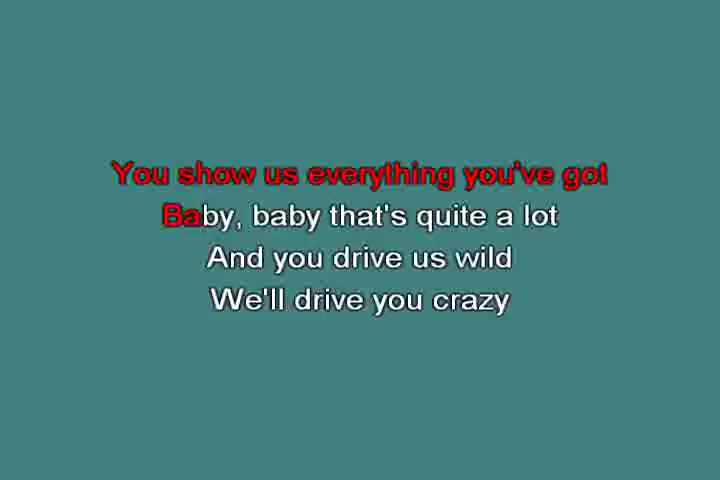 You show us everything you've got
Baby, baby that's quite a lot
And you drive us wild
We'll drive you crazy